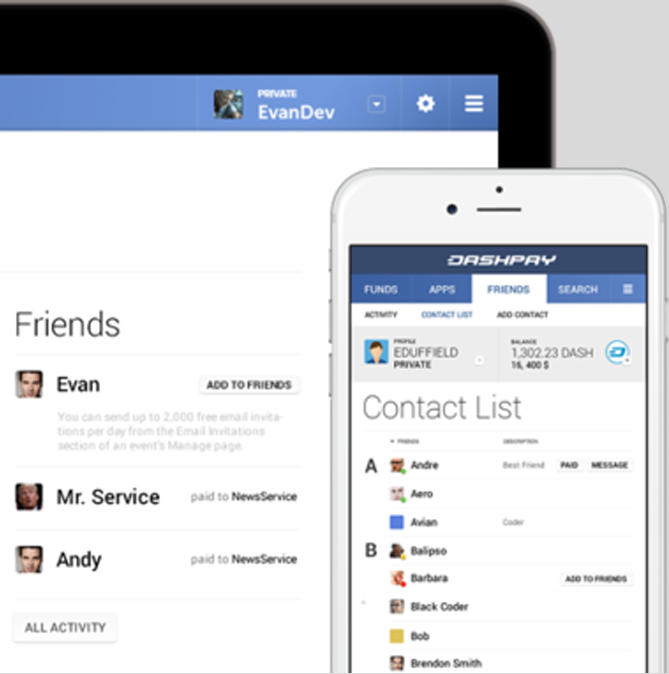 PRIVATE
EvanDev
Friends
Evan
ADD TO FRIENDS
You can send up to 2,000 free email invita-
tions per day from the Email Invitations
section of an event's Manage page.
Mr. Service
paid to NewsService
Andy
paid to NewsService
ALL ACTIVITY
DASHPAY
FUNDS APPS FRIENDS SEARCH
ACTIVITY CONTACT LIST ADD CONTACT
PROFILE
EDUFFIELD
PRIVATE
BALANCE
1,302.23 DASH
16, 400 $
Contact List
FRIENDS DESCRIPTION
A Andre Best Friend PAID MESSAGE
Aero
Avian Coder
B Balipso
Barbara ADD TO FRIENDS
Black Coder
Bob
Brendon Smith